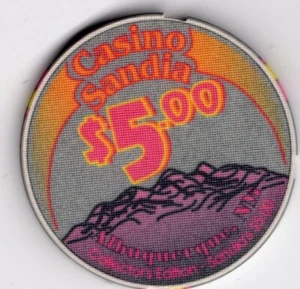 Casino
Sandia
$5.00
Albuquerque, NM
Collector's Edition